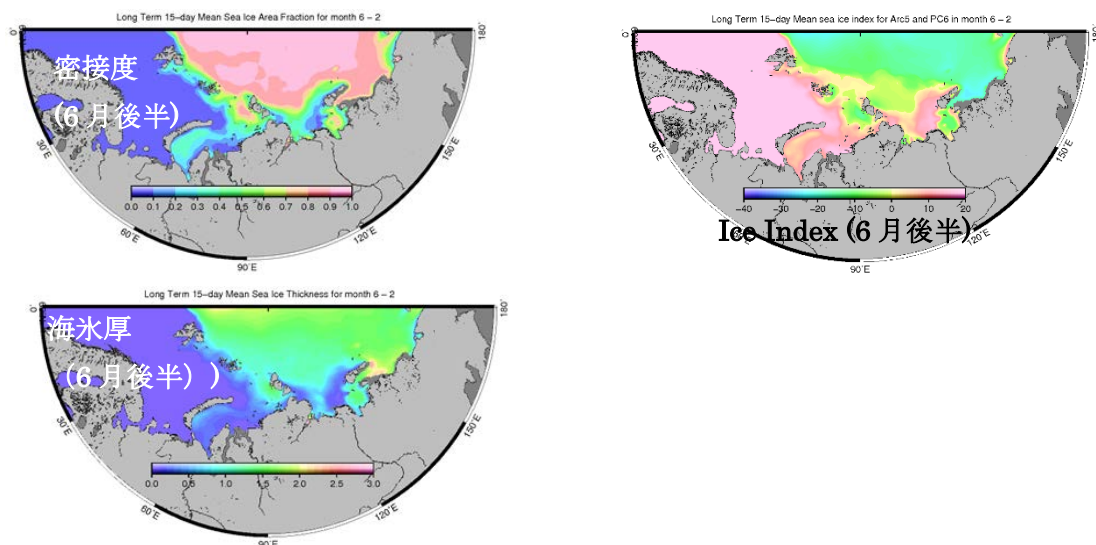 Long Term 15-day Mean Sea Ice Area Fraction for month 6 - 2
0°
180°
密接度
(6 月後半)
30°E
150°E
0.0 0.1 0.2 0.3 0.4 0.5 0.6 0.7 0.8 0.9 1.0
60°E
120°E
90°E
Long Term 15-day Mean sea ice index for Arc5 and PC6 in month 6 - 2
0°
180°
30°E
150°E
-40 -30 -20 -10 0 10 20
Ice Index (6 月後半)
60°E
120°E
90°E
Long Term 15-day Mean Sea Ice Thickness for month 6 - 2
0°
180°
海氷厚
(6 月後半) )
30°E
150°E
0.0 0.5 1.0 1.5 2.0 2.5 3.0
60°E
120°E
90°E